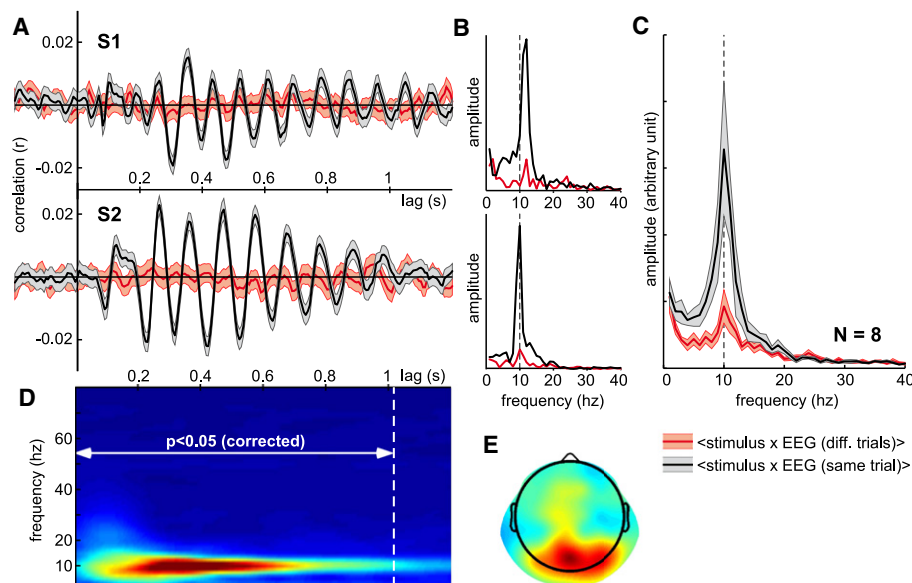 A
S1
0.02
-0.02
correlation (r)
0.2 0.4 0.6 0.8 1
lag (s)
S2
0.02
-0.02
0.2 0.4 0.6 0.8 1 lag (s)
B
amplitude
0 10 20 30 40
amplitude
0 10 20 30 40
frequency (hz)
C
amplitude (arbitrary unit)
N = 8
0 10 20 30 40
frequency (hz)
D
p<0.05 (corrected)
frequency (hz)
60
40
20
10
E
<stimulus x EEG (diff. trials)>
<stimulus x EEG (same trial)>